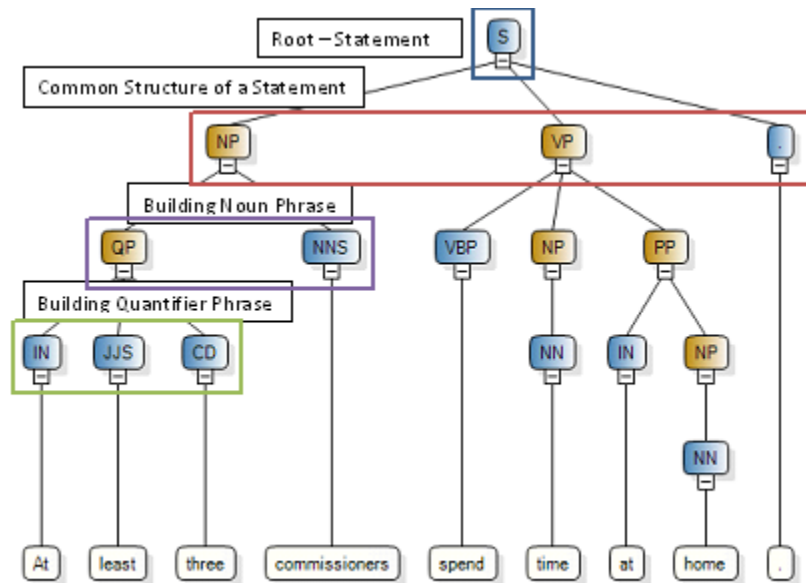 Root – Statement
S
Common Structure of a Statement
NP VP .
Building Noun Phrase
QP NNS VBP NP PP
Building Quantifier Phrase
IN JJS CD NN IN NP
NN
At least three commissioners spend time at home .